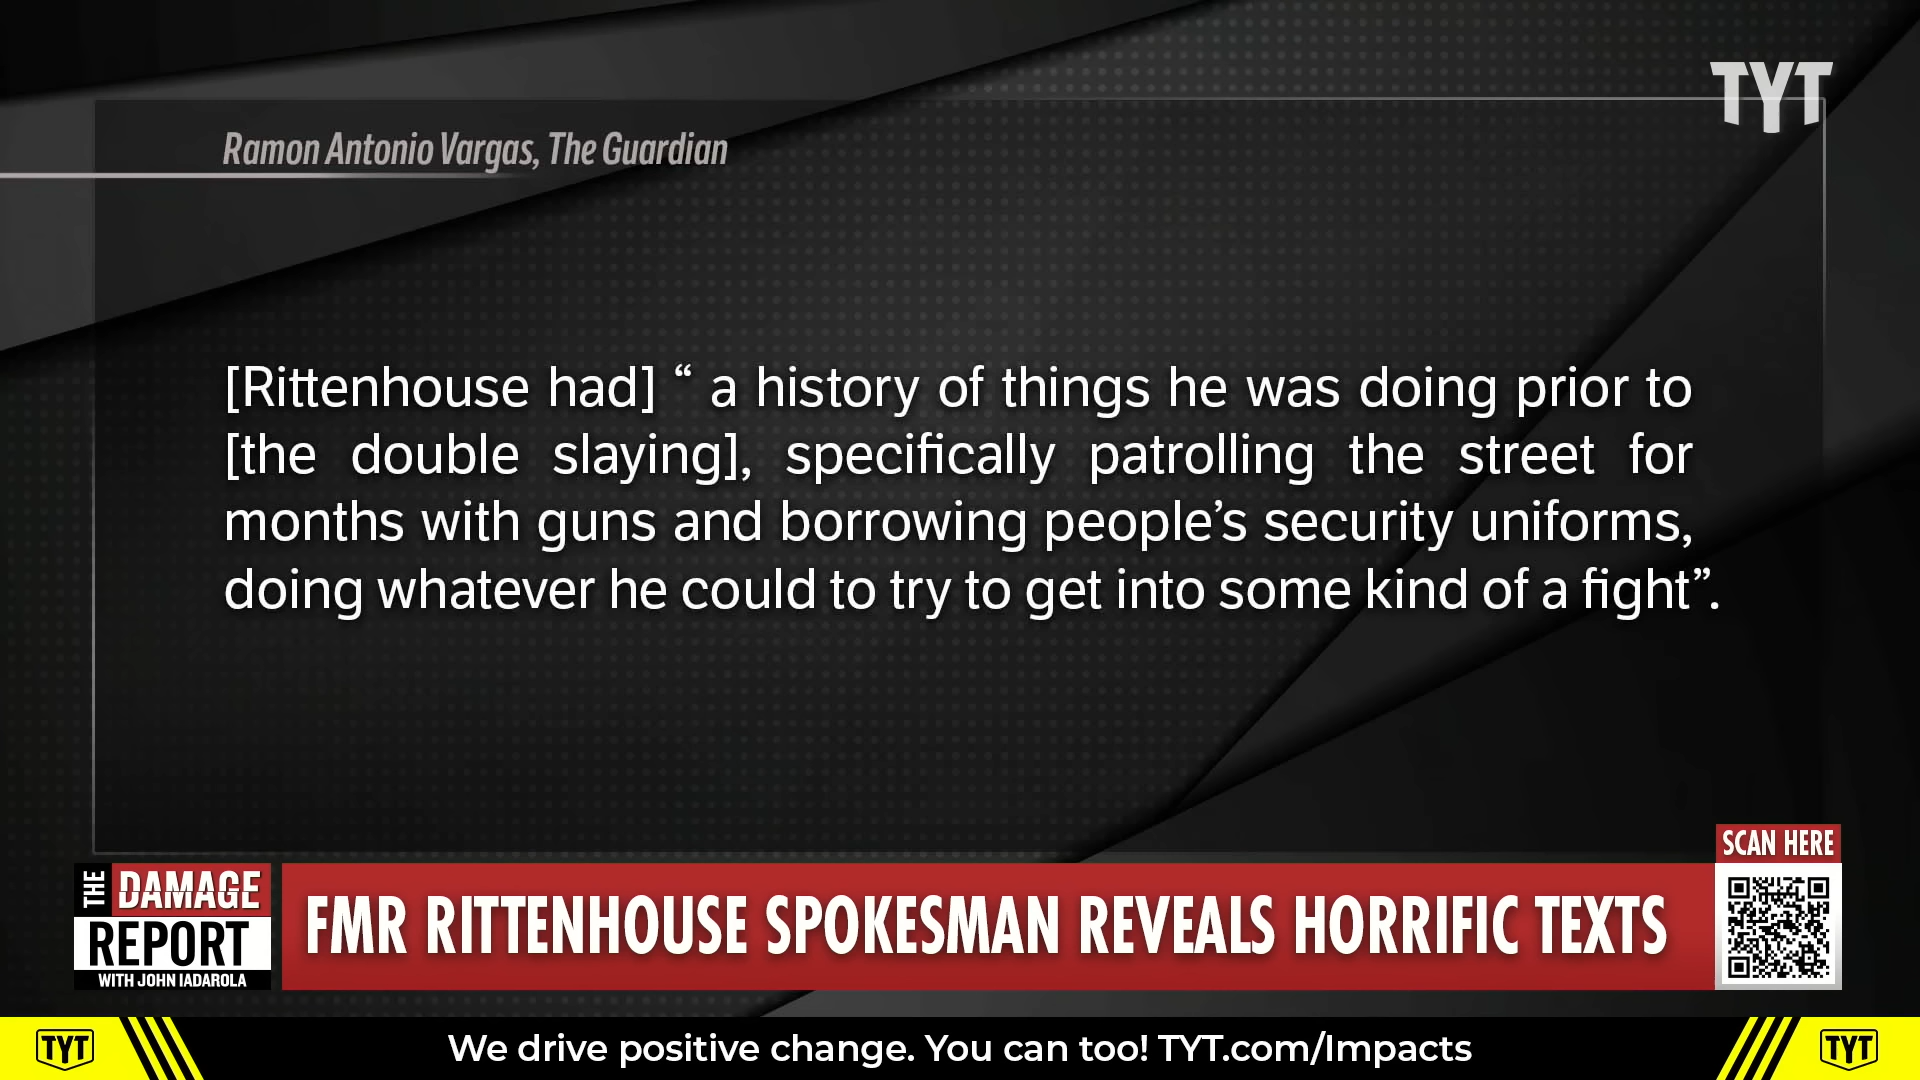 TYT
Ramon Antonio Vargas, The Guardian
[Rittenhouse had] “ a history of things he was doing prior to
[the double slaying], specifically patrolling the street for
months with guns and borrowing people’s security uniforms,
doing whatever he could to try to get into some kind of a fight”.
SCAN HERE
THE DAMAGE
REPORT
WITH JOHN IADAROLA
FMR RITTENHOUSE SPOKESMAN REVEALS HORRIFIC TEXTS
TYT
We drive positive change. You can too! TYT.com/Impacts
TYT